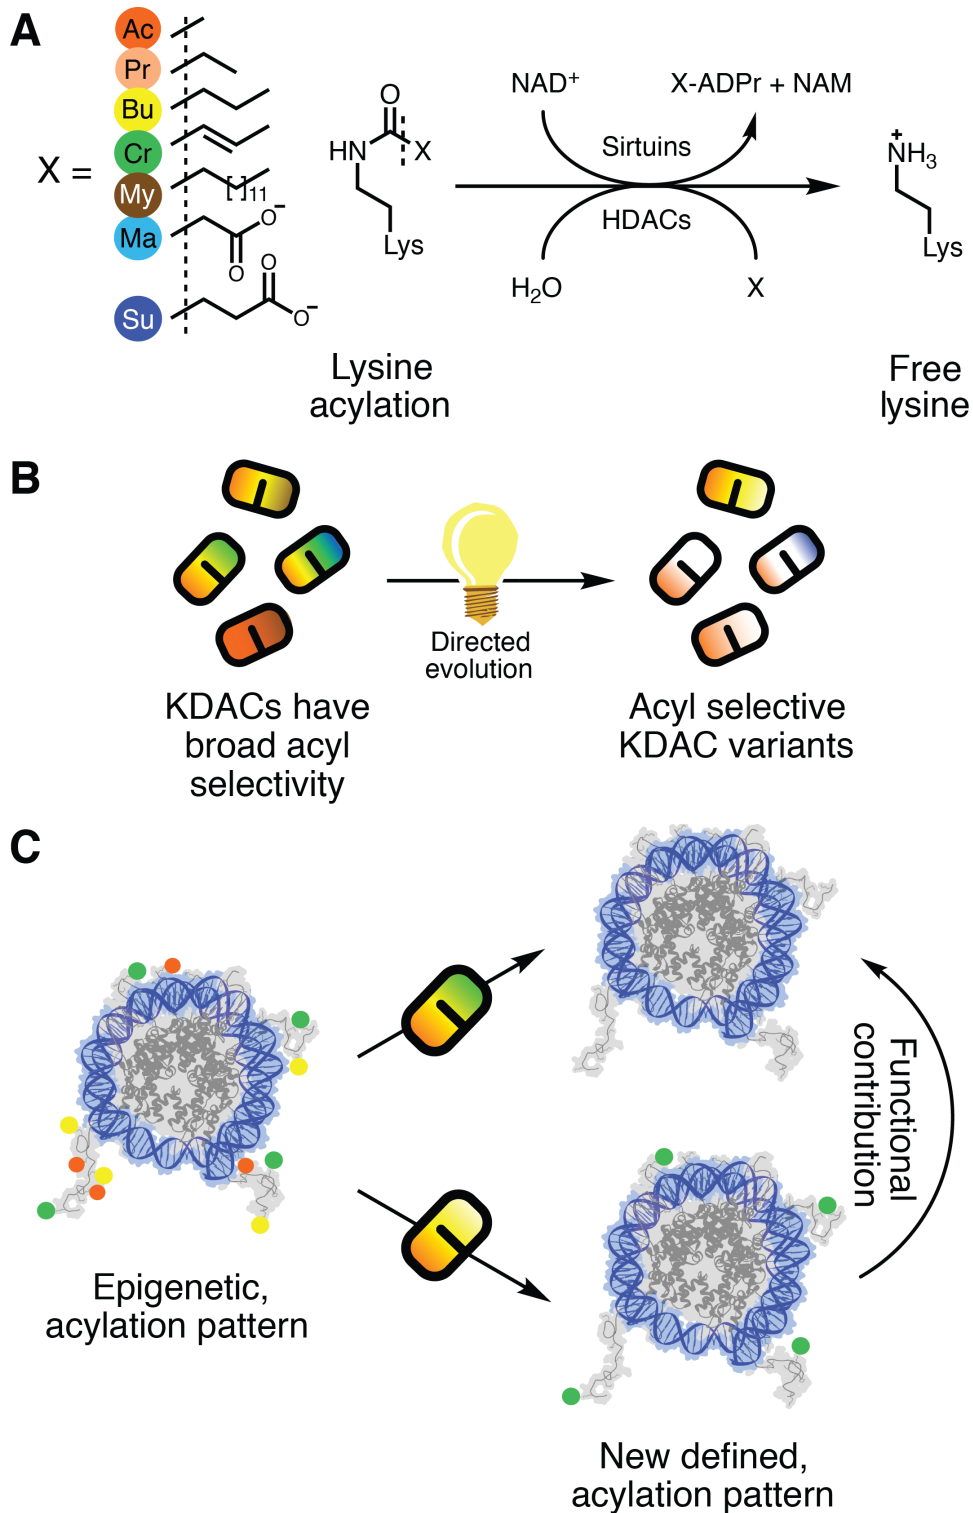 A
Ac
Pr
Bu
Cr
My
Ma
Su
X =
[ ]11
O−
O
O
O−
O
HN
X
Lys
NAD+
X-ADPr + NAM
Sirtuins
HDACs
H2O
X
+
NH3
Lys
Lysine
acylation
Free
lysine
B
Directed
evolution
KDACs have
broad acyl
selectivity
Acyl selective
KDAC variants
C
Functional
contribution
Epigenetic,
acylation pattern
New defined,
acylation pattern